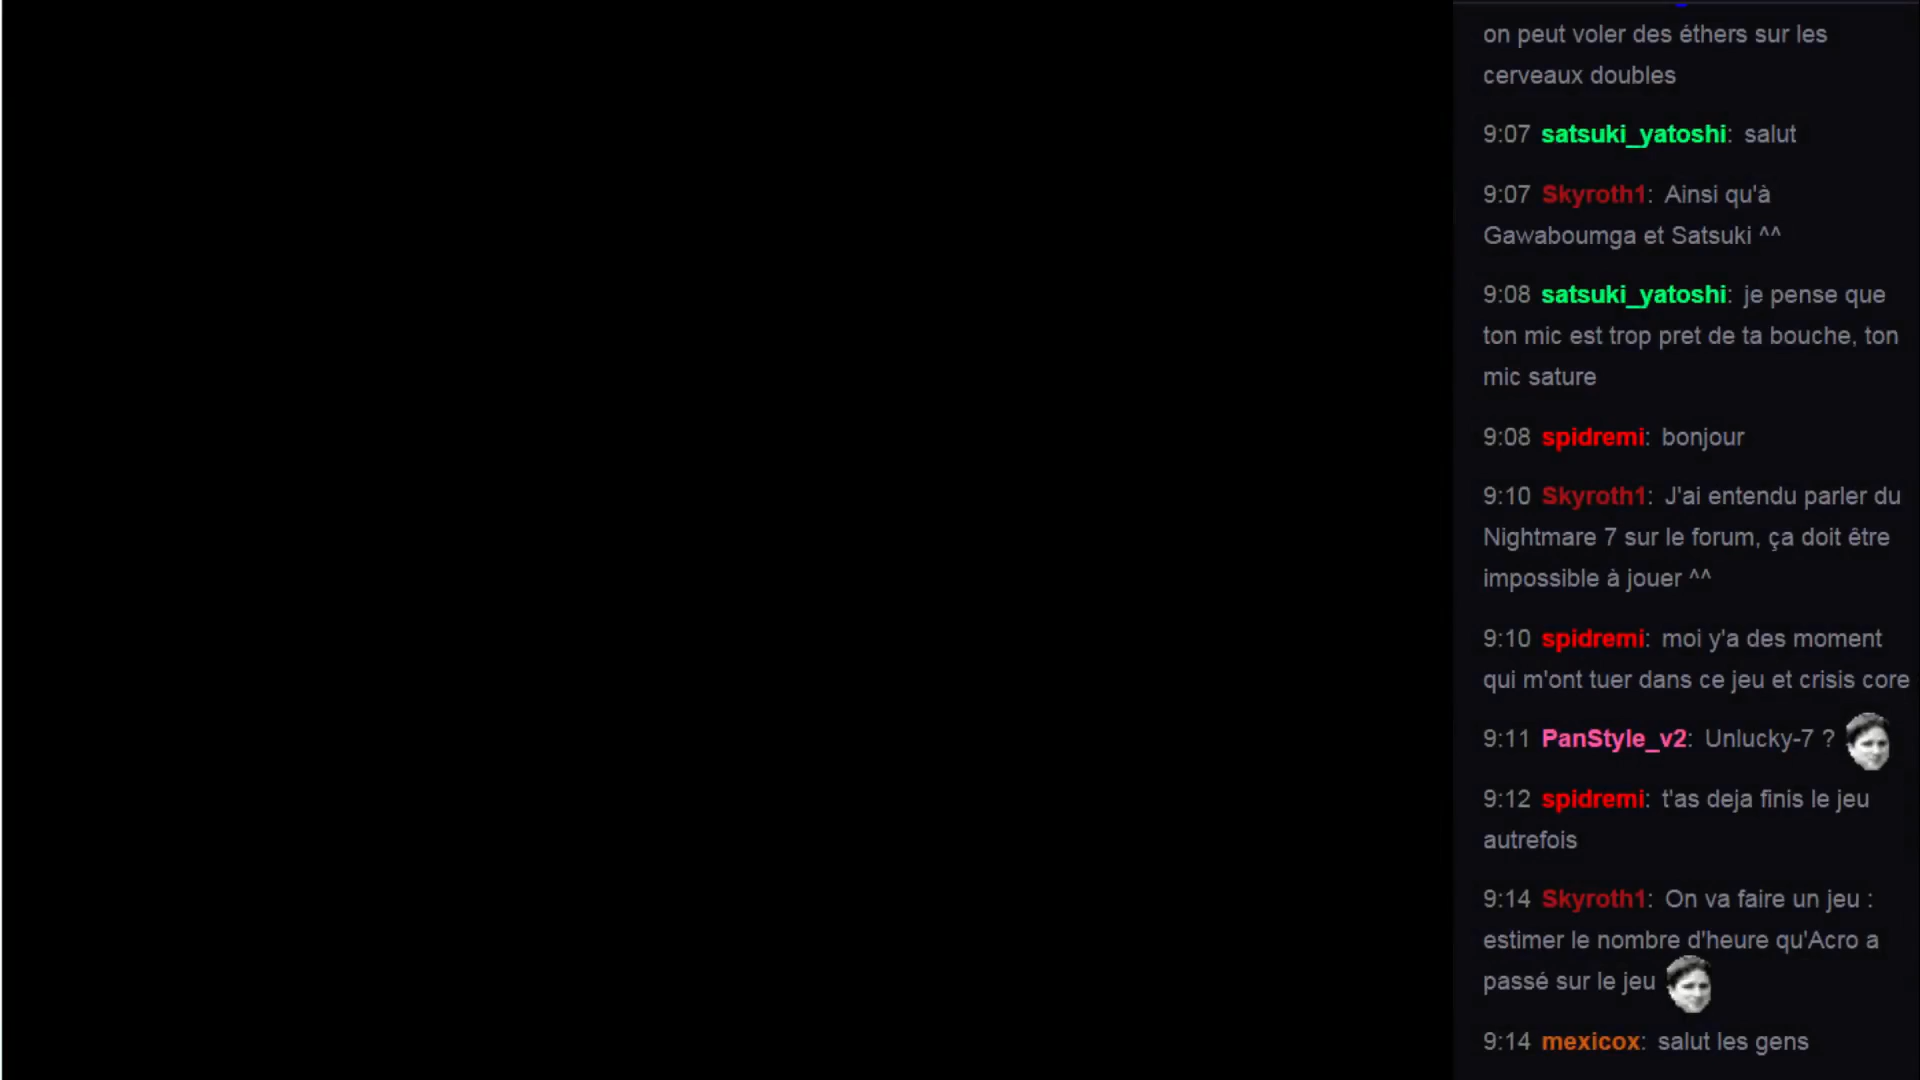 on peut voler des éthers sur les
cerveaux doubles
9:07 satsuki_yatoshi: salut
9:07 Skyroth1: Ainsi qu'à
Gawaboumga et Satsuki ^^
9:08 satsuki_yatoshi: je pense que
ton mic est trop pret de ta bouche, ton
mic sature
9:08 spidremi: bonjour
9:10 Skyroth1: J'ai entendu parler du
Nightmare 7 sur le forum, ça doit être
impossible à jouer ^^
9:10 spidremi: moi y'a des moment
qui m'ont tuer dans ce jeu et crisis core
9:11 PanStyle_v2: Unlucky-7 ?
9:12 spidremi: t'as deja finis le jeu
autrefois
9:14 Skyroth1: On va faire un jeu :
estimer le nombre d'heure qu'Acro a
passé sur le jeu
9:14 mexicox: salut les gens